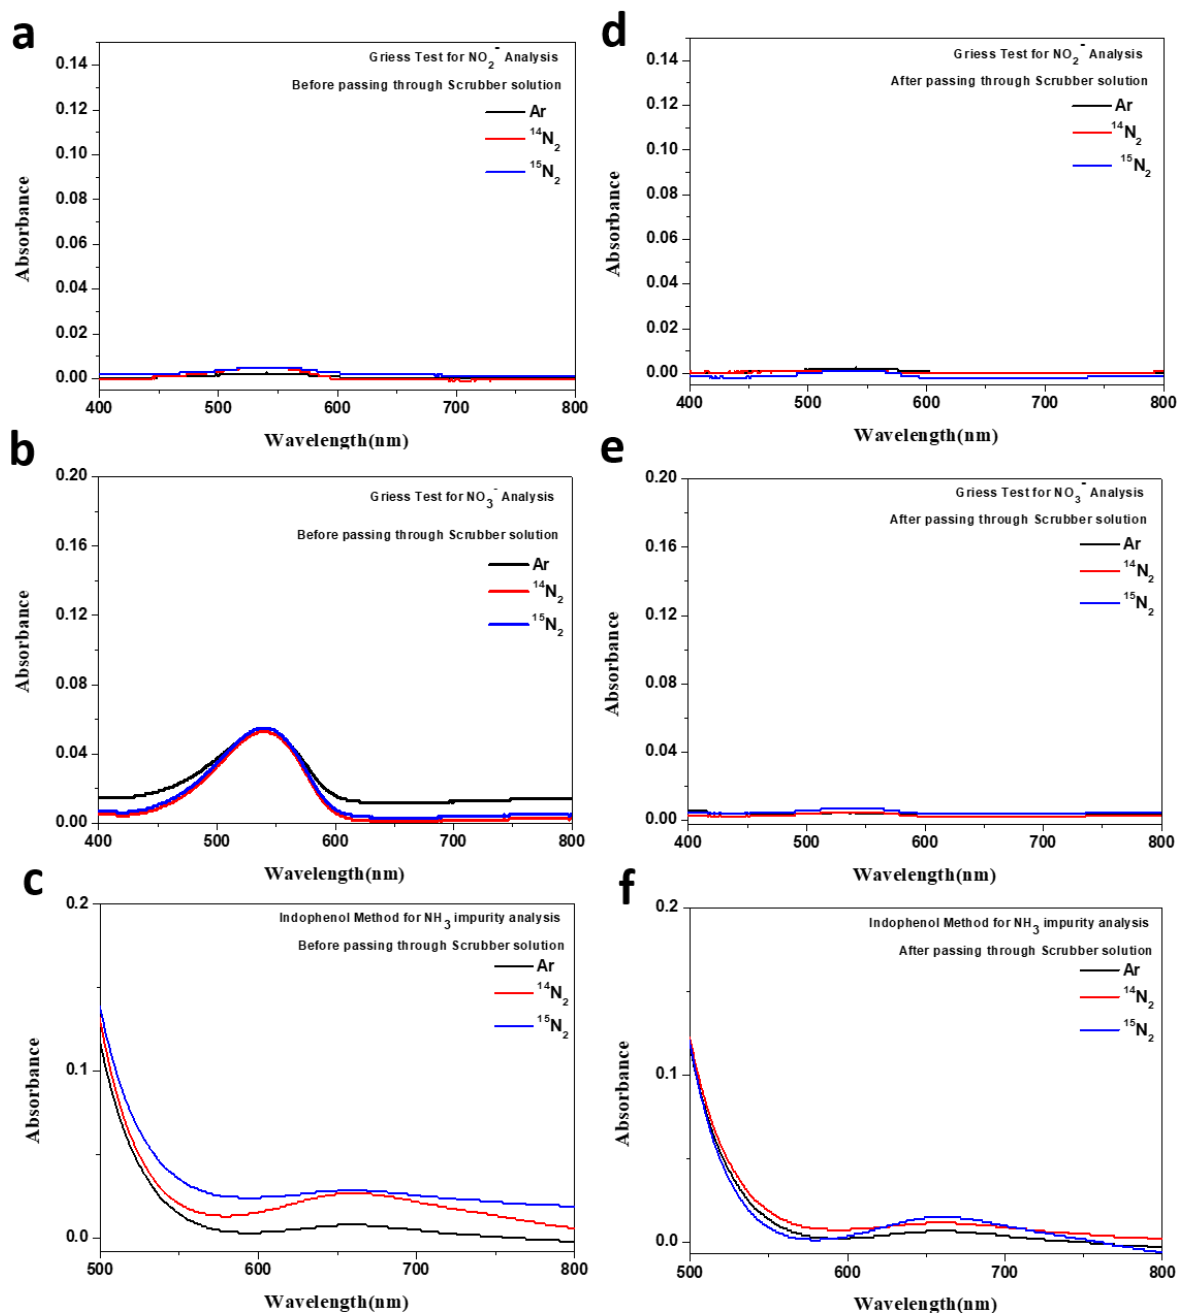 a
Griess Test for NO2- Analysis
Before passing through Scrubber solution
Ar
14N2
15N2
0.14
0.12
0.10
0.08
0.06
0.04
0.02
0.00
Absorbance
400 500 600 700 800
Wavelength(nm)
d
Griess Test for NO2- Analysis
After passing through Scrubber solution
Ar
14N2
15N2
0.14
0.12
0.10
0.08
0.06
0.04
0.02
0.00
Absorbance
400 500 600 700 800
Wavelength(nm)
b
Griess Test for NO3- Analysis
Before passing through Scrubber solution
Ar
14N2
15N2
0.20
0.16
0.12
0.08
0.04
0.00
Absorbance
400 500 600 700 800
Wavelength(nm)
e
Griess Test for NO3- Analysis
After passing through Scrubber solution
Ar
14N2
15N2
0.20
0.16
0.12
0.08
0.04
0.00
Absorbance
400 500 600 700 800
Wavelength(nm)
c
Indophenol Method for NH3 impurity analysis
Before passing through Scrubber solution
Ar
14N2
15N2
0.2
0.1
0.0
Absorbance
500 600 700 800
Wavelength(nm)
f
Indophenol Method for NH3 impurity analysis
After passing through Scrubber solution
Ar
14N2
15N2
0.2
0.1
0.0
Absorbance
500 600 700 800
Wavelength(nm)